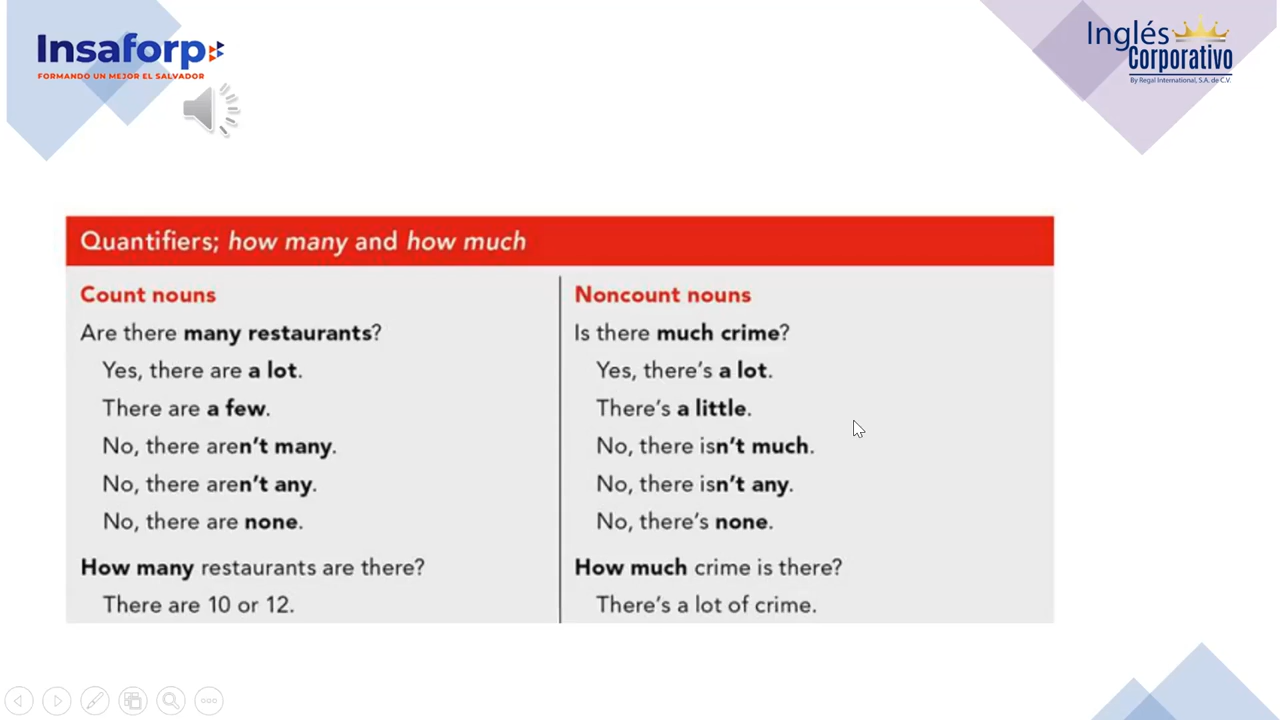 Insaforp
FORMANDO UN MEJOR EL SALVADOR
Inglés
Corporativo
By Regal International, S.A. de C.V.
Quantifiers; how many and how much
Count nouns
Are there many restaurants?
Yes, there are a lot.
There are a few.
No, there aren't many.
No, there aren't any.
No, there are none.
How many restaurants are there?
There are 10 or 12.
Noncount nouns
Is there much crime?
Yes, there's a lot.
There's a little.
No, there isn't much.
No, there isn't any.
No, there's none.
How much crime is there?
There's a lot of crime.